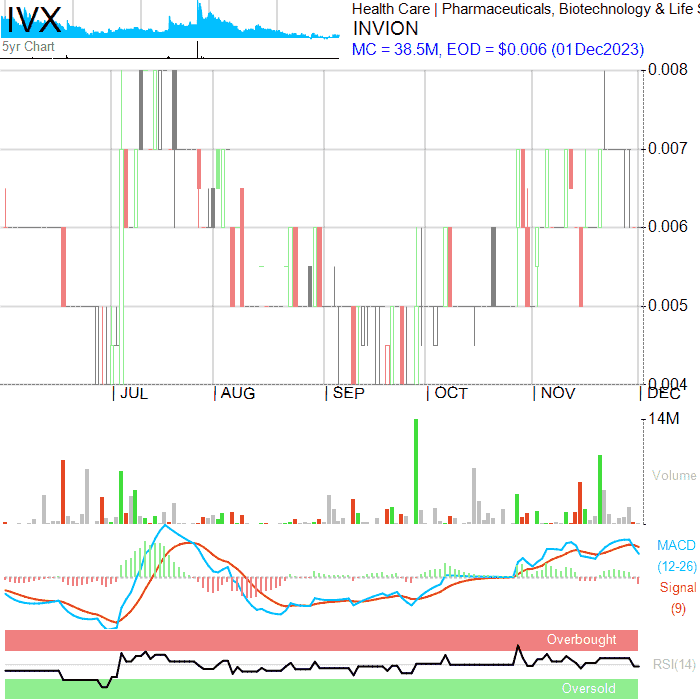 IVX
Health Care | Pharmaceuticals, Biotechnology & Life S
INVION
5yr Chart
MC = 38.5M, EOD = $0.006 (01Dec2023)
0.008
0.007
0.006
0.005
0.004
JUL AUG SEP OCT NOV DEC
14M
Volume
MACD
(12-26)
Signal
(9)
Overbought
RSI(14)
Oversold